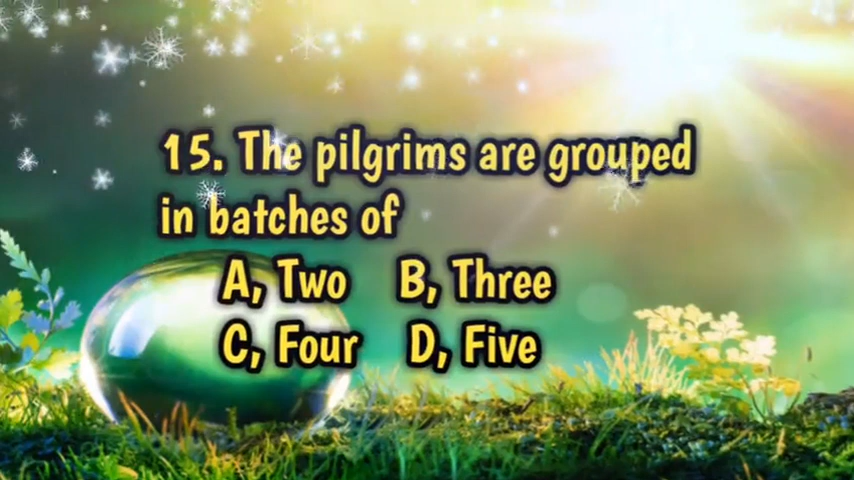 15. The pilgrims are grouped
in batches of
A, Two B, Three
C, Four D, Five